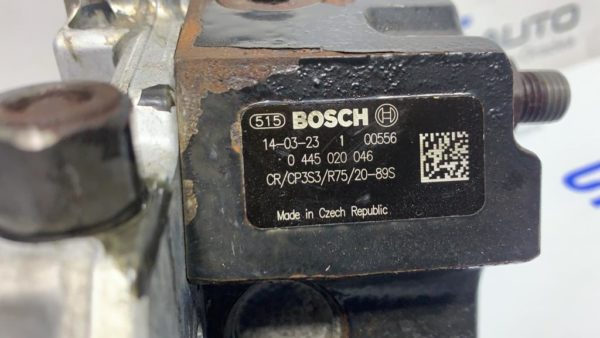 AUTO
515 BOSCH
14-03-23 1 00556
0 445 020 046
CR/CP3S3/R75/20-89S
Made in Czech Republic